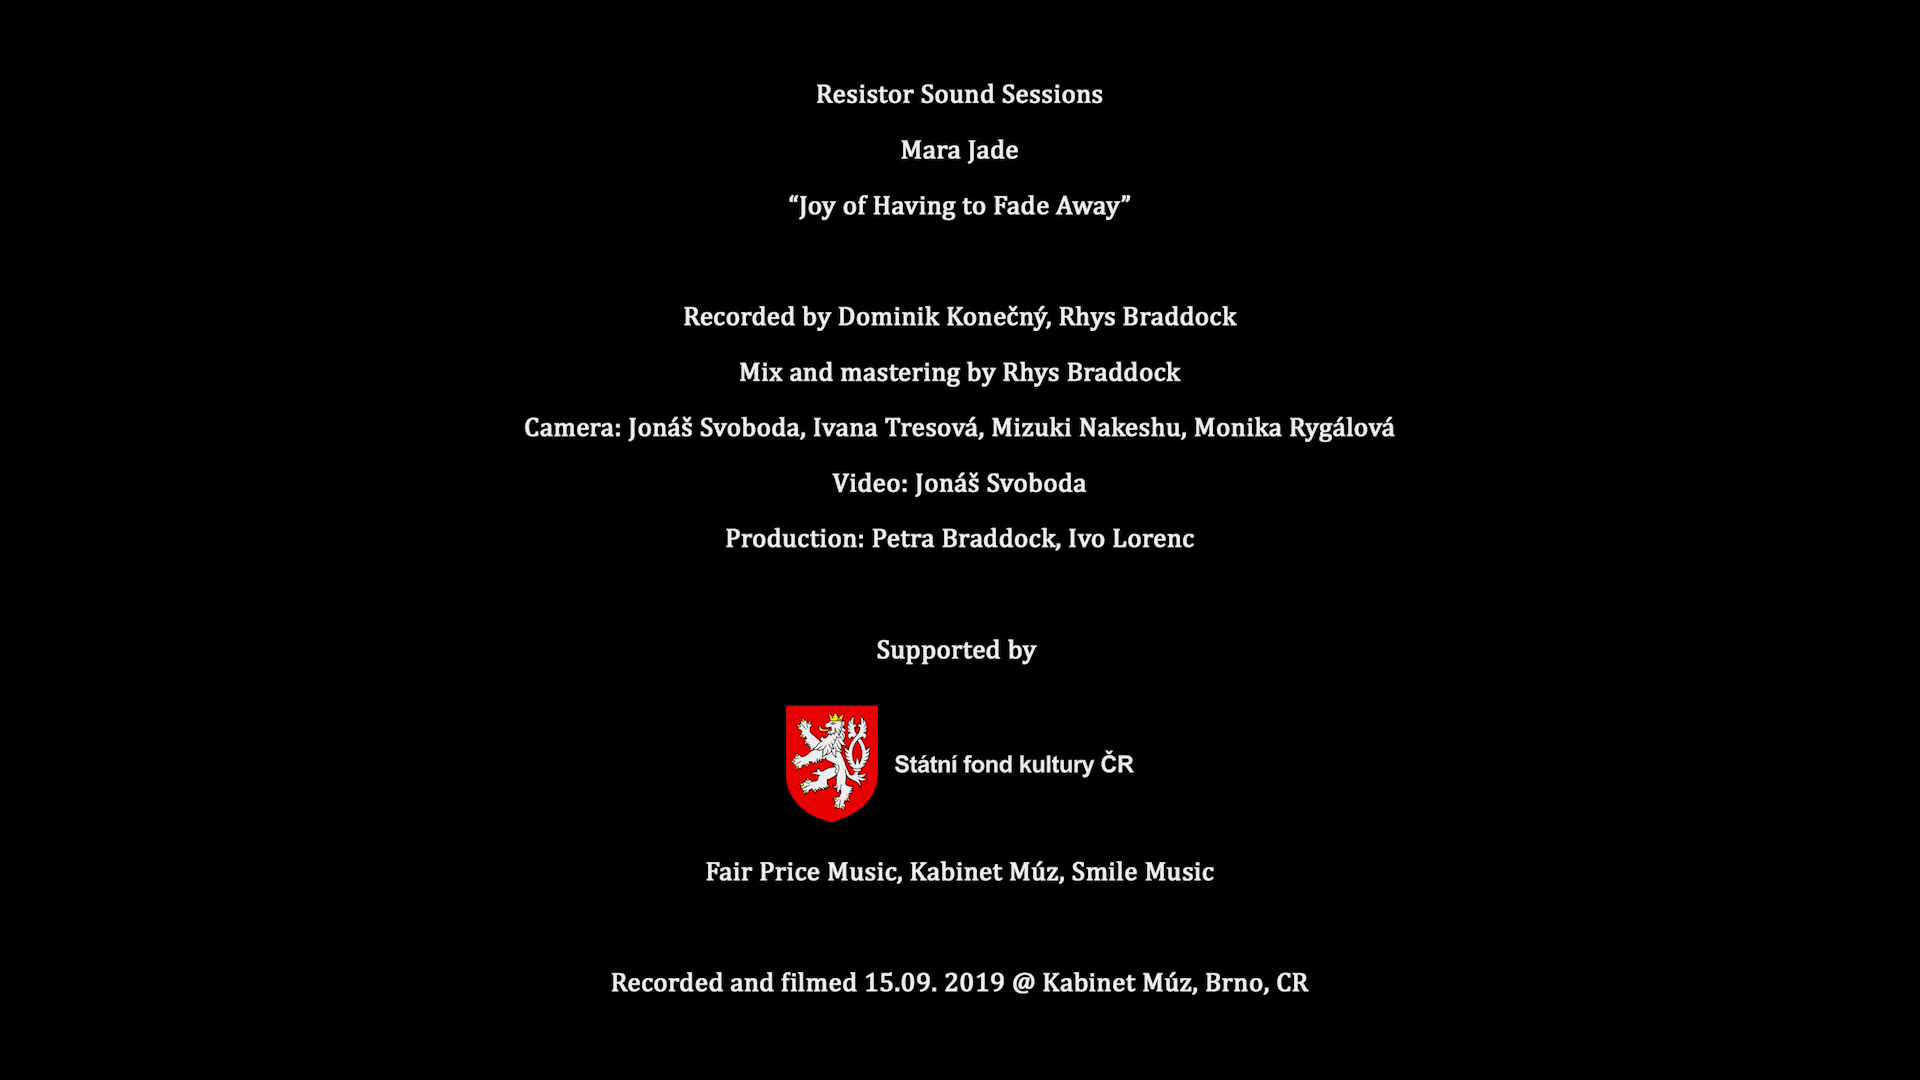 Resistor Sound Sessions
Mara Jade
“Joy of Having to Fade Away”
Recorded by Dominik Konečný, Rhys Braddock
Mix and mastering by Rhys Braddock
Camera: Jonáš Svoboda, Ivana Tresová, Mizuki Nakeshu, Monika Rygálová
Video: Jonáš Svoboda
Production: Petra Braddock, Ivo Lorenc
Supported by
Státní fond kultury ČR
Fair Price Music, Kabinet Múz, Smile Music
Recorded and filmed 15.09. 2019 @ Kabinet Múz, Brno, CR